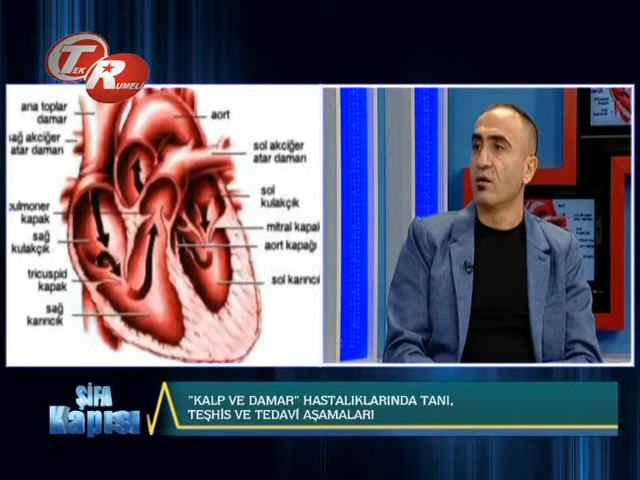 TEK
RUMELİ
ana toplar
damar
sağ akciğer
atar damarı
pulmoner
kapak
sağ
kulakçık
tricuspid
kapak
sağ
karıncık
aort
sol akciğer
atar damarı
sol
kulakçık
mitral kapak
aort kapağı
sol karıncı
ŞİFA
Kapısı
"KALP VE DAMAR" HASTALIKLARINDA TANI,
TEŞHİS VE TEDAVİ AŞAMALARI